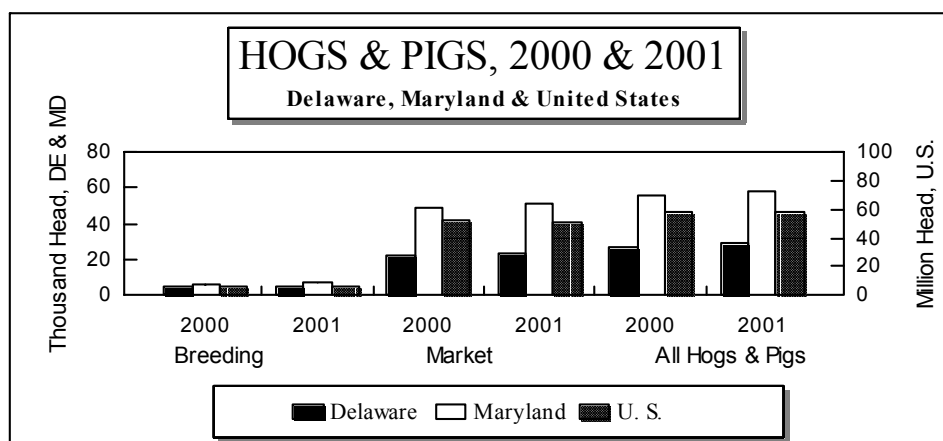 HOGS & PIGS, 2000 & 2001
Delaware, Maryland & United States
Thousand Head, DE & MD
80
60
40
20
0
100
80
60
40
20
0
Million Head, U.S.
2000 2001 2000 2001 2000 2001
Breeding Market All Hogs & Pigs
Delaware Maryland U. S.